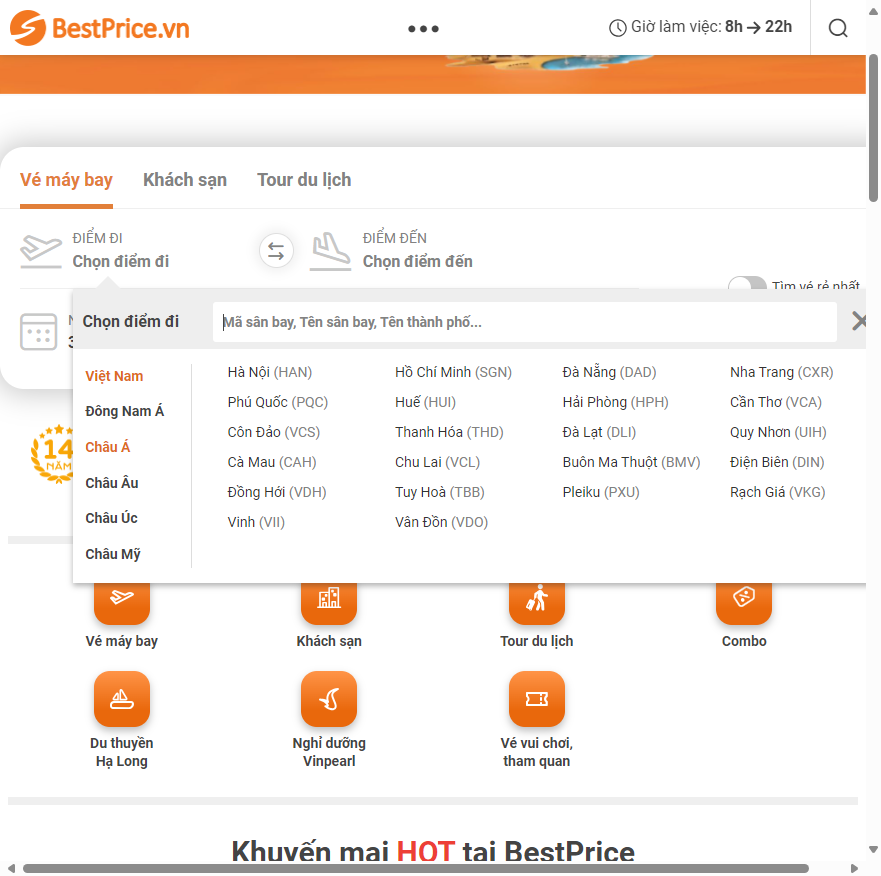 BestPrice.vn
Giờ làm việc: 8h → 22h
Vé máy bay
Khách sạn
Tour du lịch
ĐIỂM ĐI
Chọn điểm đi
ĐIỂM ĐẾN
Chọn điểm đến
Tìm vé rẻ nhất
Chọn điểm đi
Mã sân bay, Tên sân bay, Tên thành phố...
Việt Nam
Đông Nam Á
Châu Á
Châu Âu
Châu Úc
Châu Mỹ
Hà Nội (HAN)
Hồ Chí Minh (SGN)
Đà Nẵng (DAD)
Nha Trang (CXR)
Phú Quốc (PQC)
Huế (HUI)
Hải Phòng (HPH)
Cần Thơ (VCA)
Côn Đảo (VCS)
Thanh Hóa (THD)
Đà Lạt (DLI)
Quy Nhơn (UIH)
Cà Mau (CAH)
Chu Lai (VCL)
Buôn Ma Thuột (BMV)
Điện Biên (DIN)
Đồng Hới (VDH)
Tuy Hoà (TBB)
Pleiku (PXU)
Rạch Giá (VKG)
Vinh (VII)
Vân Đồn (VDO)
14
NĂM
Vé máy bay
Khách sạn
Tour du lịch
Combo
Du thuyền
Hạ Long
Nghỉ dưỡng
Vinpearl
Vé vui chơi,
tham quan
Khuyến mại HOT tại BestPrice